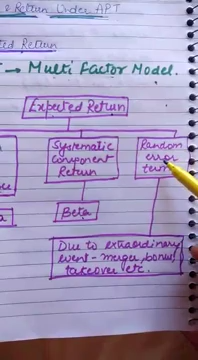 Return Under APT
Return
→ Multi Factor Model.
Expected Return
Systematic
component
Return
Random
error
term
Beta
Due to extraordinary
event - merger, bonus,
takeover etc.